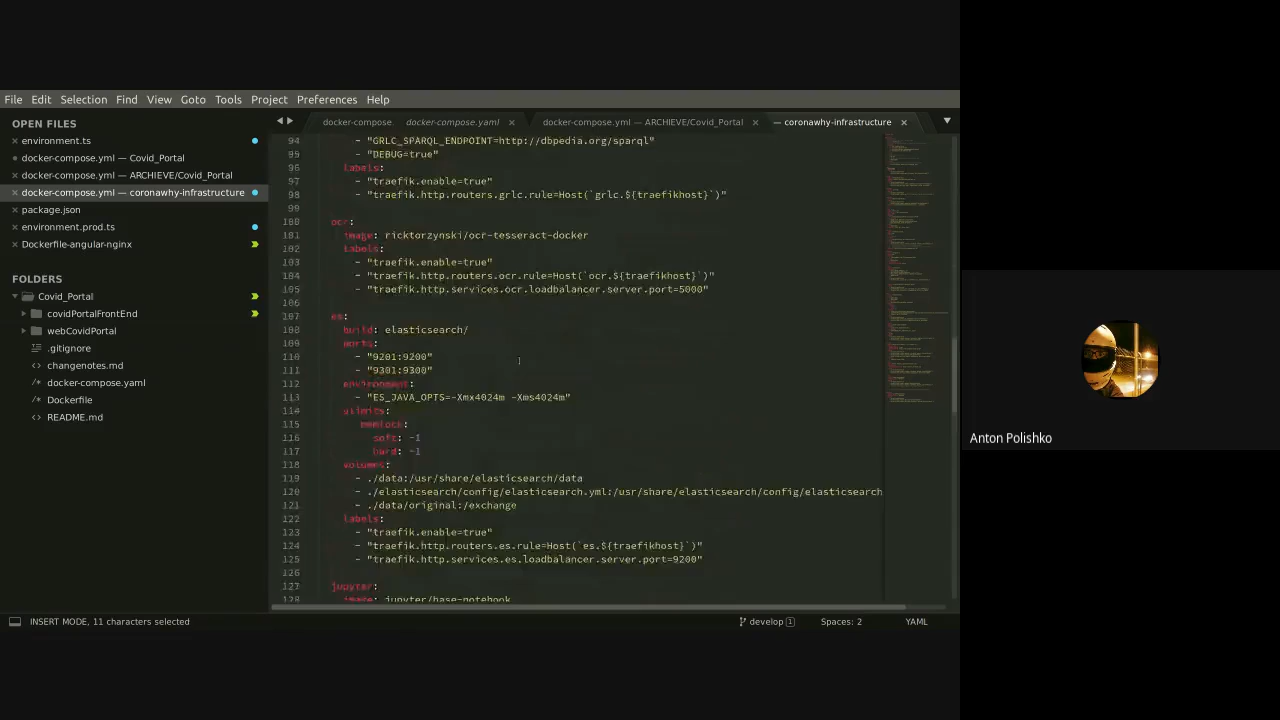 File Edit Selection Find View Goto Tools Project Preferences Help
OPEN FILES
environment.ts
docker-compose.yml — Covid_Portal
docker-compose.yml — ARCHIEVE/Covid_Portal
docker-compose.yml — coronawhy-infrastructure
package.json
environment.prod.ts
Dockerfile-angular-nginx
FOLDERS
Covid_Portal
covidPortalFrontEnd
webCovidPortal
.gitignore
changenotes.md
docker-compose.yaml
Dockerfile
README.md
docker-compose. docker-compose.yaml docker-compose.yml — ARCHIEVE/Covid_Portal — coronawhy-infrastructure
94 - "GRLC_SPARQL_ENDPOINT=http://dbpedia.org/sparql"
95 - "DEBUG=true"
96 labels:
97 - "traefik.enable=true"
98 - "traefik.http.routers.grlc.rule=Host(`grlc.${traefikhost}`)"
99
ocr:
101 image: ricktorzynski/ocr-tesseract-docker
102 labels:
103 - "traefik.enable=true"
104 - "traefik.http.routers.ocr.rule=Host(`ocr.${traefikhost}`)"
105 - "traefik.http.services.ocr.loadbalancer.server.port=5000"
106
107 es:
108 build: elasticsearch/
109 ports:
110 - "9201:9200"
111 - "9301:9300"
112 environment:
113 - "ES_JAVA_OPTS=-Xmx4024m -Xms4024m"
114 ulimits:
115 memlock:
116 soft: -1
117 hard: -1
118 volumes:
119 - ./data:/usr/share/elasticsearch/data
120 - ./elasticsearch/config/elasticsearch.yml:/usr/share/elasticsearch/config/elasticsearch
121 - ./data/original:/exchange
122 labels:
123 - "traefik.enable=true"
124 - "traefik.http.routers.es.rule=Host(`es.${traefikhost}`)"
125 - "traefik.http.services.es.loadbalancer.server.port=9200"
126
127 jupyter:
128 image: jupyter/base-notebook
INSERT MODE, 11 characters selected develop 1 Spaces: 2 YAML
Anton Polishko